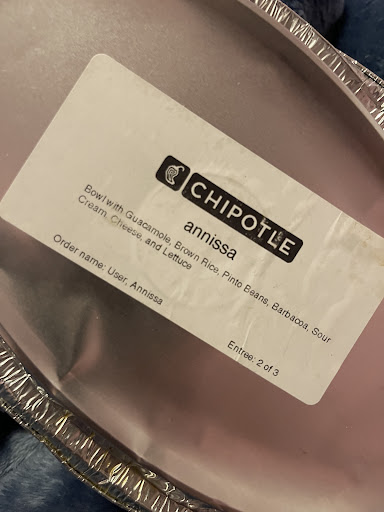 CHIPOTLE
annissa
Bowl with Guacamole, Brown Rice, Pinto Beans, Barbacoa, Sour
Cream, Cheese, and Lettuce
Order name: User, Annissa
Entree: 2 of 3